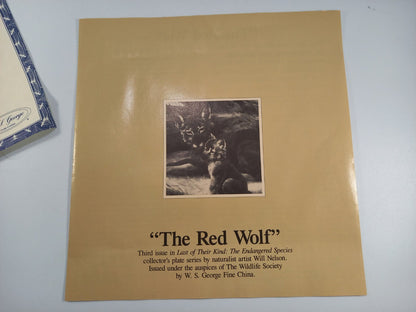 George
"The Red Wolf"
Third issue in Last of Their Kind: The Endangered Species
collector's plate series by naturalist artist Will Nelson.
Issued under the auspices of The Wildlife Society
by W. S. George Fine China.